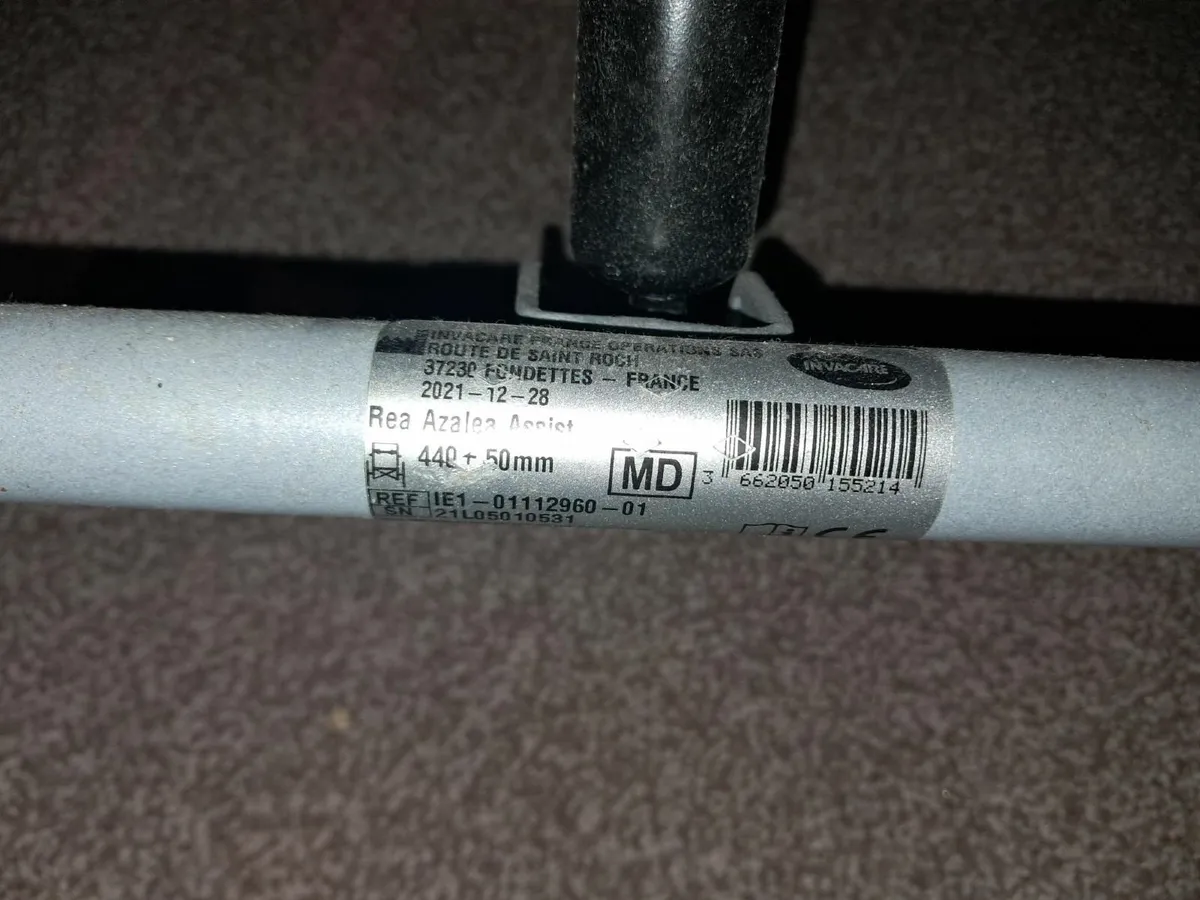 INVACARE FRANCE OPERATIONS SAS
ROUTE DE SAINT ROCH
37230 FONDETTES - FRANCE
2021-12-28
INVACARE
Rea Azalea Assist
440 + 50mm
MD
3 662050 155214
REF IE1-01112960-01
SN 21L05010531
CE